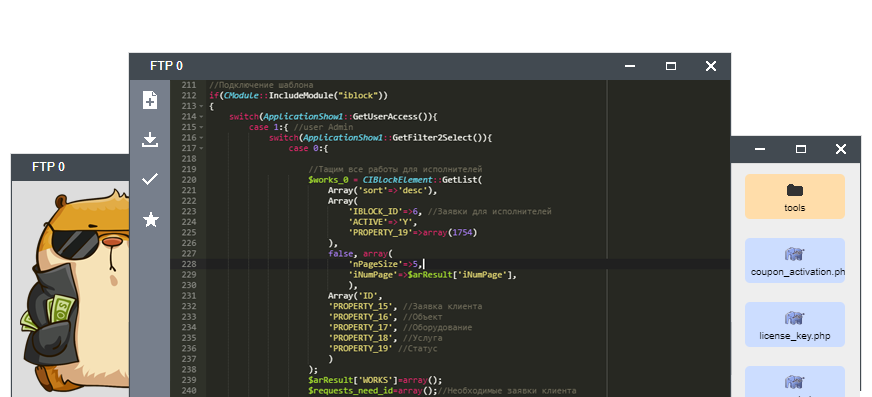 FTP 0
211 //Подключение шаблона
212 if(CModule::IncludeModule("iblock"))
213 {
214 switch(ApplicationShow1::GetUserAccess()){
215 case 1:{ //user Admin
216 switch(ApplicationShow1::GetFilter2Select()){
217 case 0:{
218
219 //Тащим все работы для исполнителей
220 $works_0 = CIBlockElement::GetList(
221 Array('sort'=>'desc'),
222 Array(
223 'IBLOCK_ID'=>6, //Заявки для исполнителей
224 'ACTIVE'=>'Y',
225 'PROPERTY_19'=>array(1754)
226 ),
227 false, array(
228 'nPageSize'=>5,
229 'iNumPage'=>$arResult['iNumPage'],
230 ),
231 Array('ID',
232 'PROPERTY_15', //Заявка клиента
233 'PROPERTY_16', //Объект
234 'PROPERTY_17', //Оборудование
235 'PROPERTY_18', //Услуга
236 'PROPERTY_19' //Статус
237 )
238 );
239 $arResult['WORKS']=array();
240 $requests_need_id=array();//Необходимые заявки клиента
FTP 0
tools
coupon_activation.ph
license_key.php